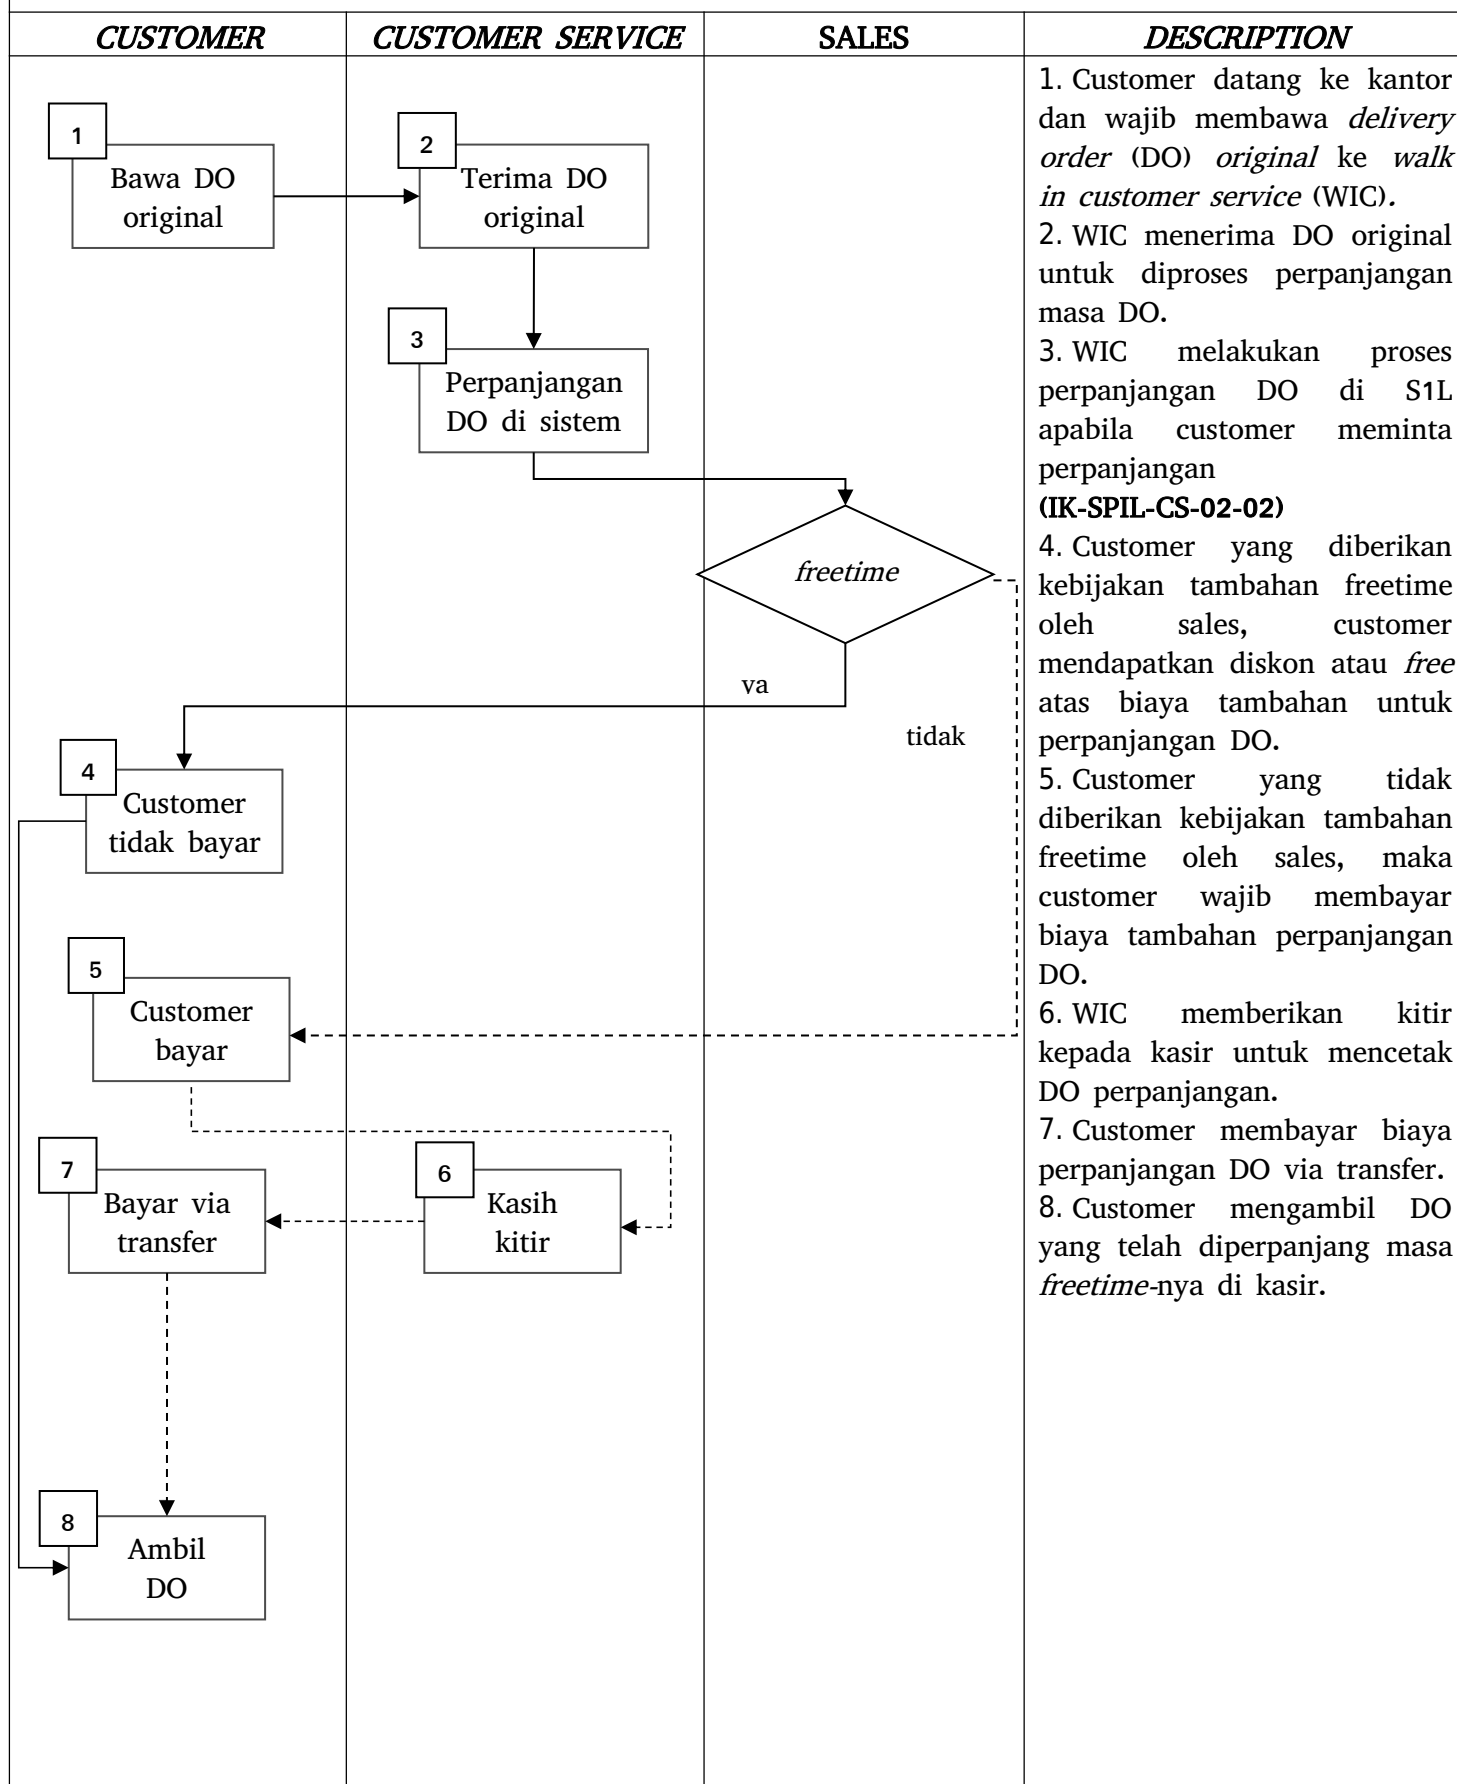 CUSTOMER
CUSTOMER SERVICE
SALES
DESCRIPTION
1
Bawa DO
original
2
Terima DO
original
3
Perpanjangan
DO di sistem
freetime
ya
tidak
4
Customer
tidak bayar
5
Customer
bayar
7
Bayar via
transfer
6
Kasih
kitir
8
Ambil
DO
1. Customer datang ke kantor
dan wajib membawa delivery
order (DO) original ke walk
in customer service (WIC).
2. WIC menerima DO original
untuk diproses perpanjangan
masa DO.
3. WIC melakukan proses
perpanjangan DO di S1L
apabila customer meminta
perpanjangan
(IK-SPIL-CS-02-02)
4. Customer yang diberikan
kebijakan tambahan freetime
oleh sales, customer
mendapatkan diskon atau free
atas biaya tambahan untuk
perpanjangan DO.
5. Customer yang tidak
diberikan kebijakan tambahan
freetime oleh sales, maka
customer wajib membayar
biaya tambahan perpanjangan
DO.
6. WIC memberikan kitir
kepada kasir untuk mencetak
DO perpanjangan.
7. Customer membayar biaya
perpanjangan DO via transfer.
8. Customer mengambil DO
yang telah diperpanjang masa
freetime-nya di kasir.